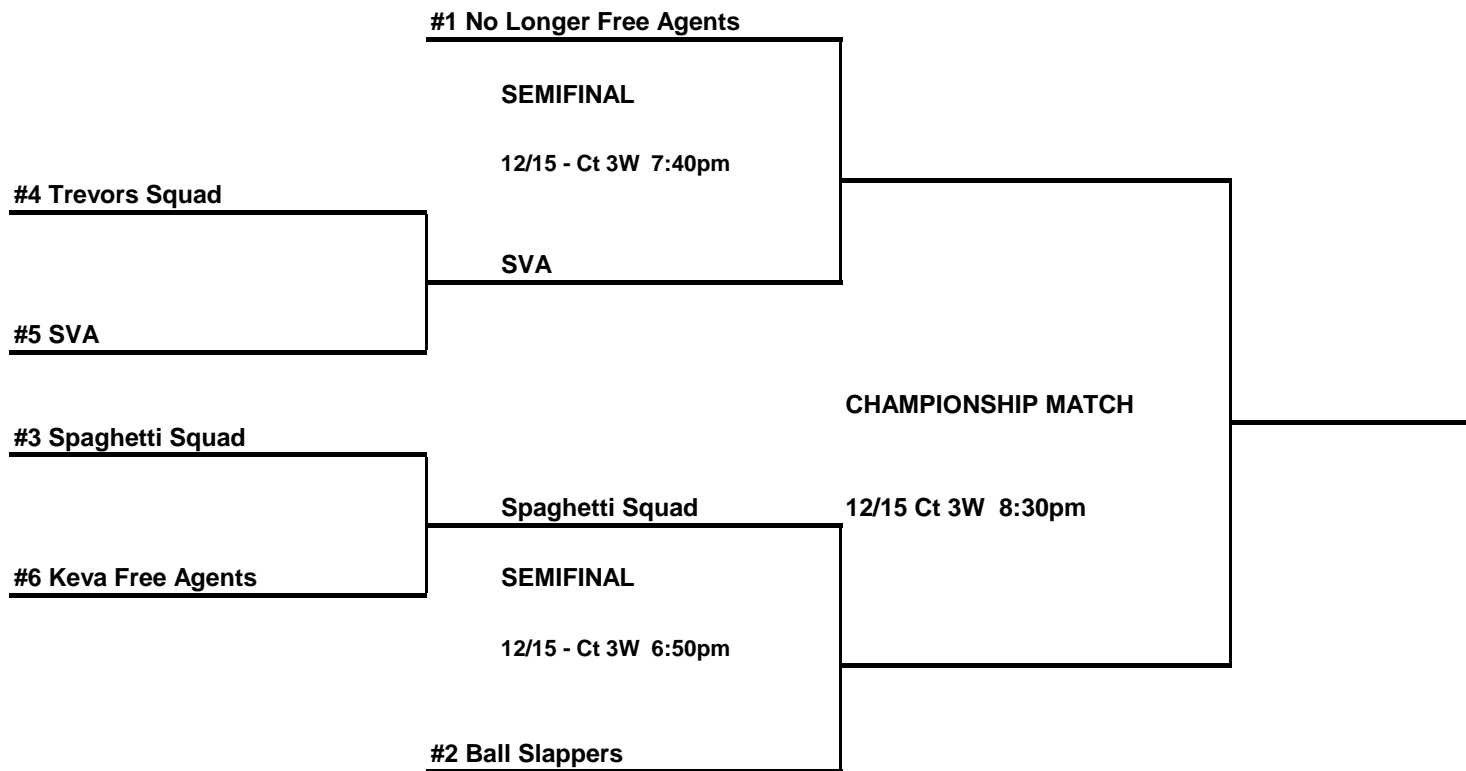 #1 No Longer Free Agents
SEMIFINAL
12/15 - Ct 3W 7:40pm
#4 Trevors Squad
SVA
#5 SVA
CHAMPIONSHIP MATCH
#3 Spaghetti Squad
Spaghetti Squad
12/15 Ct 3W 8:30pm
#6 Keva Free Agents
SEMIFINAL
12/15 - Ct 3W 6:50pm
#2 Ball Slappers